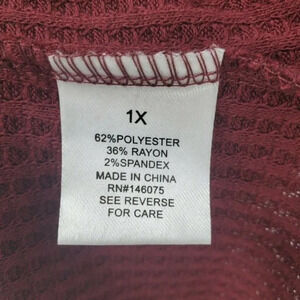 1X
62%POLYESTER
36% RAYON
2%SPANDEX
MADE IN CHINA
RN#146075
SEE REVERSE
FOR CARE